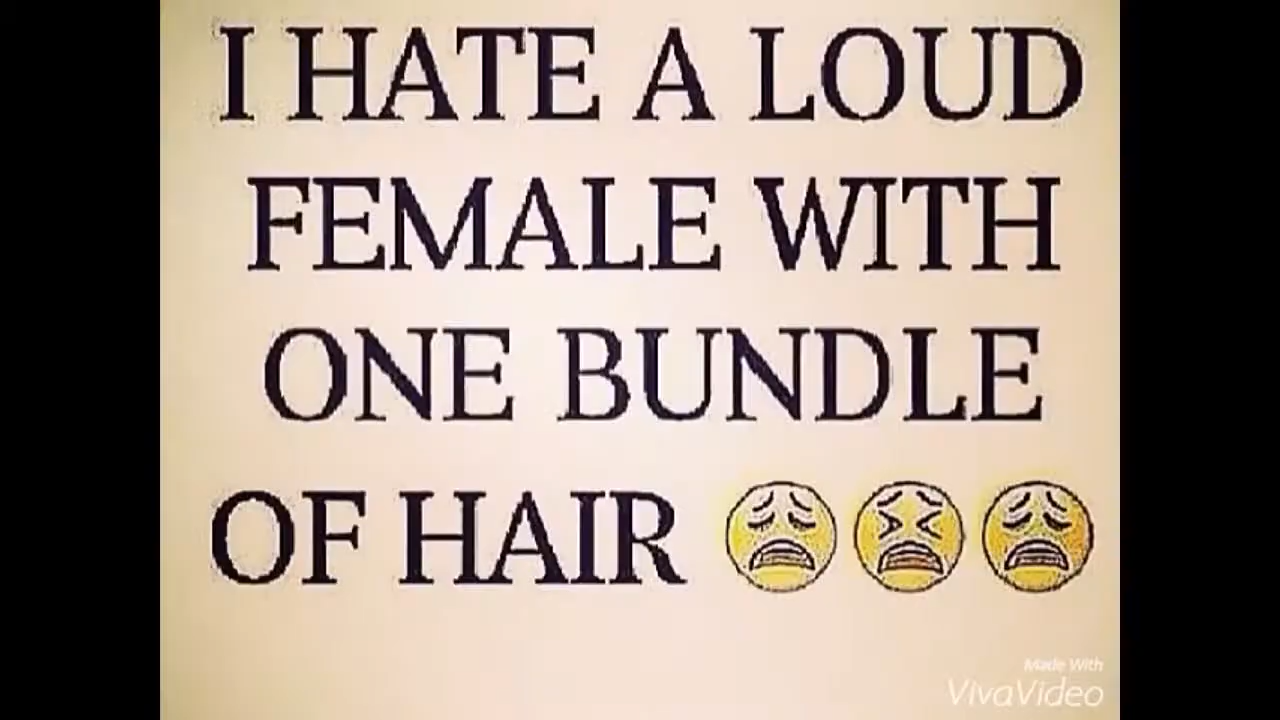 I HATE A LOUD
FEMALE WITH
ONE BUNDLE
OF HAIR 😩😫😩
Made With
VivaVideo